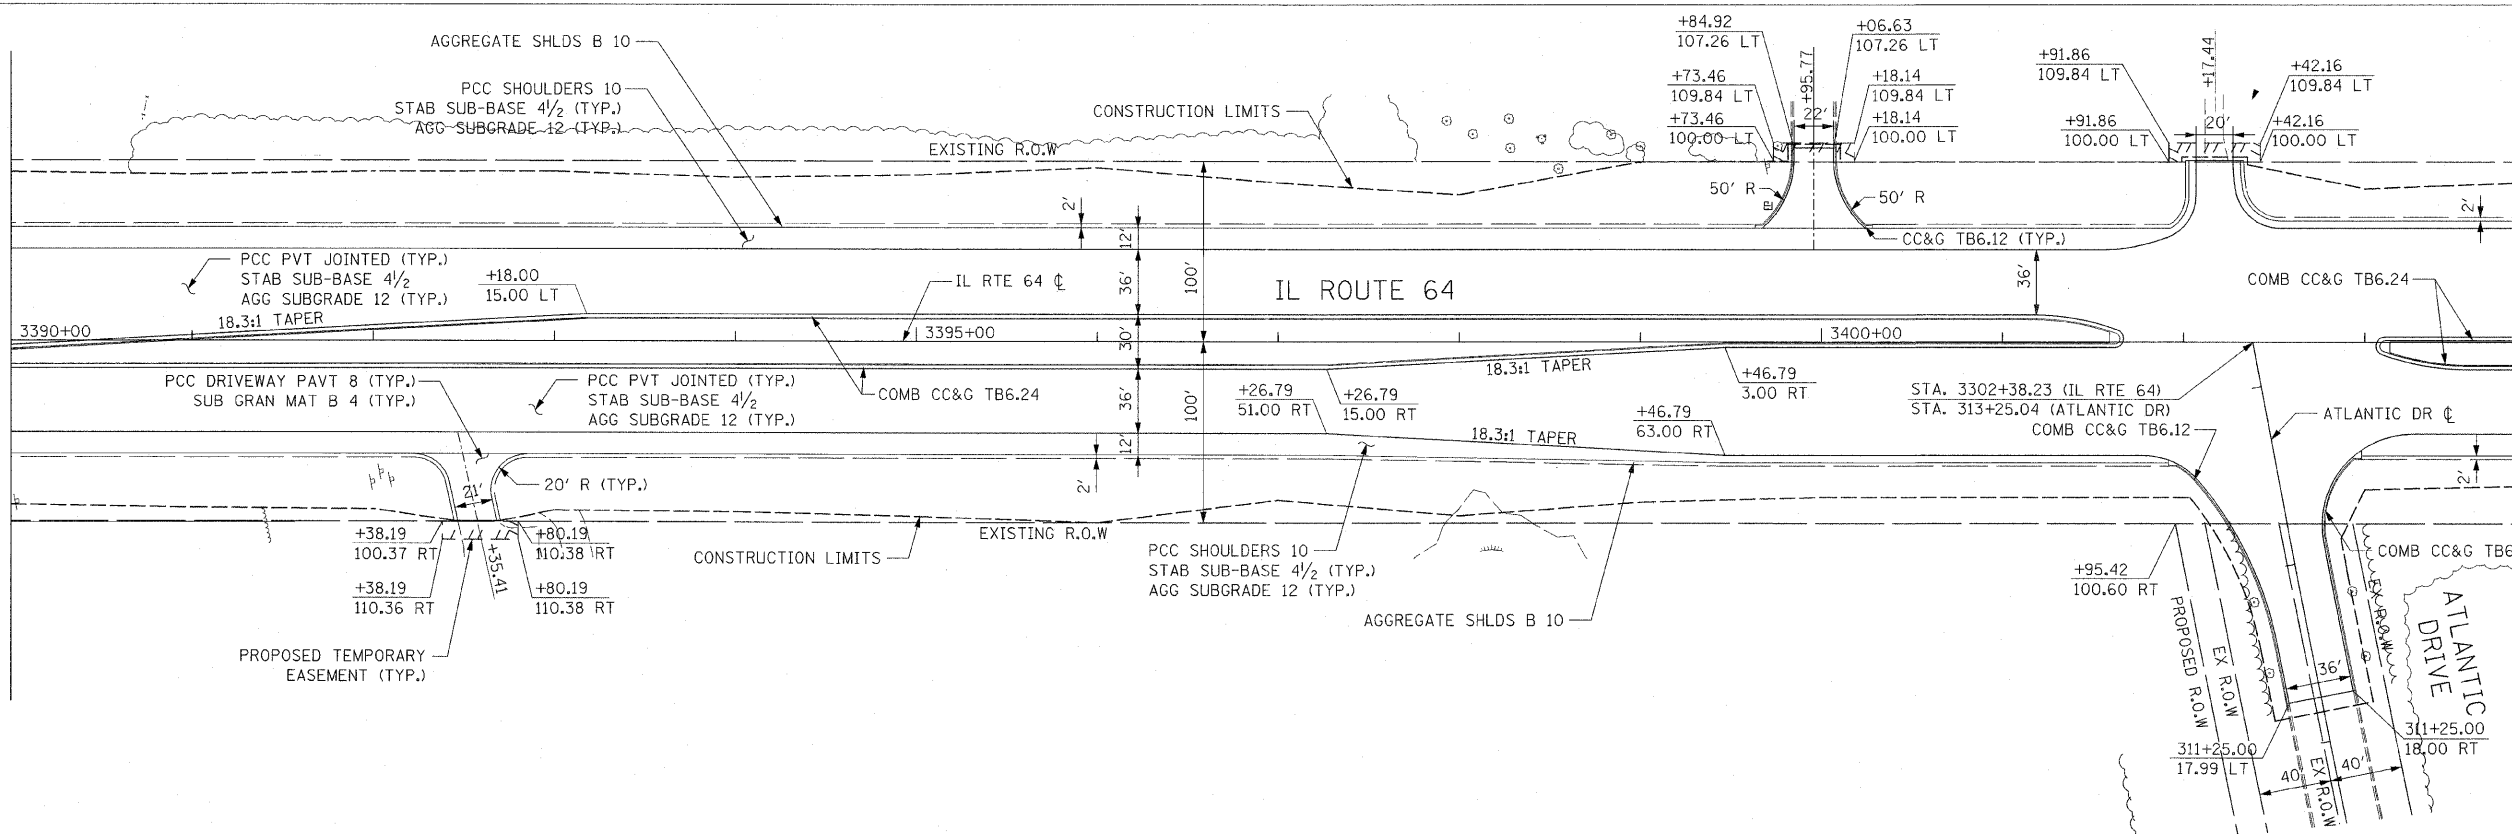 AGGREGATE SHLDS B 10
PCC SHOULDERS 10
STAB SUB-BASE 4½ (TYP.)
AGG SUBGRADE 12 (TYP.)
CONSTRUCTION LIMITS
EXISTING R.O.W
+84.92
107.26 LT
+06.63
107.26 LT
+73.46
109.84 LT
+95.77
+18.14
109.84 LT
+73.46
100.00 LT
22'
+18.14
100.00 LT
+91.86
109.84 LT
+17.44
+42.16
109.84 LT
+91.86
100.00 LT
20'
+42.16
100.00 LT
50' R
50' R
2'
12'
2'
CC&G TB6.12 (TYP.)
PCC PVT JOINTED (TYP.)
STAB SUB-BASE 4½
AGG SUBGRADE 12 (TYP.)
+18.00
15.00 LT
IL RTE 64 ℄
36'
100'
IL ROUTE 64
36'
COMB CC&G TB6.24
3390+00
18.3:1 TAPER
3395+00
30'
3400+00
PCC DRIVEWAY PAVT 8 (TYP.)
SUB GRAN MAT B 4 (TYP.)
PCC PVT JOINTED (TYP.)
STAB SUB-BASE 4½
AGG SUBGRADE 12 (TYP.)
COMB CC&G TB6.24
36'
100'
+26.79
51.00 RT
+26.79
15.00 RT
18.3:1 TAPER
+46.79
3.00 RT
+46.79
63.00 RT
18.3:1 TAPER
STA. 3302+38.23 (IL RTE 64)
STA. 313+25.04 (ATLANTIC DR)
COMB CC&G TB6.12
ATLANTIC DR ℄
12'
2'
2'
21'
20' R (TYP.)
+38.19
100.37 RT
+80.19
110.38 RT
+35.41
+38.19
110.36 RT
+80.19
110.38 RT
CONSTRUCTION LIMITS
EXISTING R.O.W
PCC SHOULDERS 10
STAB SUB-BASE 4½ (TYP.)
AGG SUBGRADE 12 (TYP.)
AGGREGATE SHLDS B 10
PROPOSED TEMPORARY
EASEMENT (TYP.)
+95.42
100.60 RT
COMB CC&G TB6
PROPOSED R.O.W
EX R.O.W
EX R.O.W
ATLANTIC
DRIVE
36'
311+25.00
17.99 LT
311+25.00
18.00 RT
40'
40'
EX R.O.W